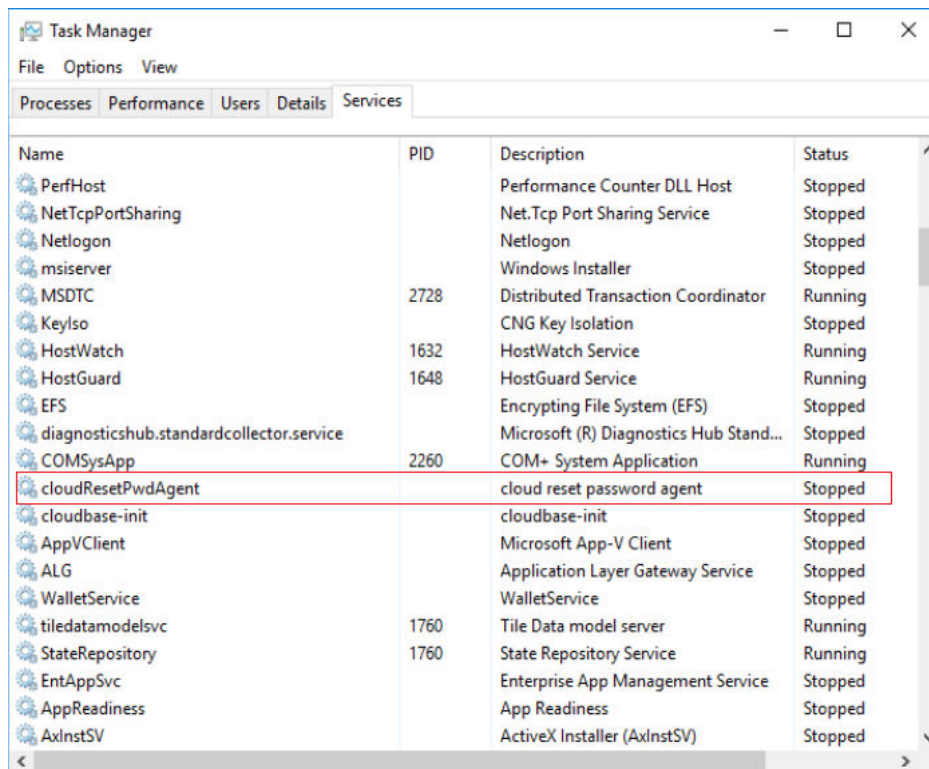 Task Manager
File Options View
Processes Performance Users Details Services
Name PID Description Status
PerfHost Performance Counter DLL Host Stopped
NetTcpPortSharing Net.Tcp Port Sharing Service Stopped
Netlogon Netlogon Stopped
msiserver Windows Installer Stopped
MSDTC 2728 Distributed Transaction Coordinator Running
KeyIso CNG Key Isolation Stopped
HostWatch 1632 HostWatch Service Running
HostGuard 1648 HostGuard Service Running
EFS Encrypting File System (EFS) Stopped
diagnosticshub.standardcollector.service Microsoft (R) Diagnostics Hub Stand... Stopped
COMSysApp 2260 COM+ System Application Running
cloudResetPwdAgent cloud reset password agent Stopped
cloudbase-init cloudbase-init Stopped
AppVClient Microsoft App-V Client Stopped
ALG Application Layer Gateway Service Stopped
WalletService WalletService Stopped
tiledatamodelsvc 1760 Tile Data model server Running
StateRepository 1760 State Repository Service Running
EntAppSvc Enterprise App Management Service Stopped
AppReadiness App Readiness Stopped
AxInstSV ActiveX Installer (AxInstSV) Stopped